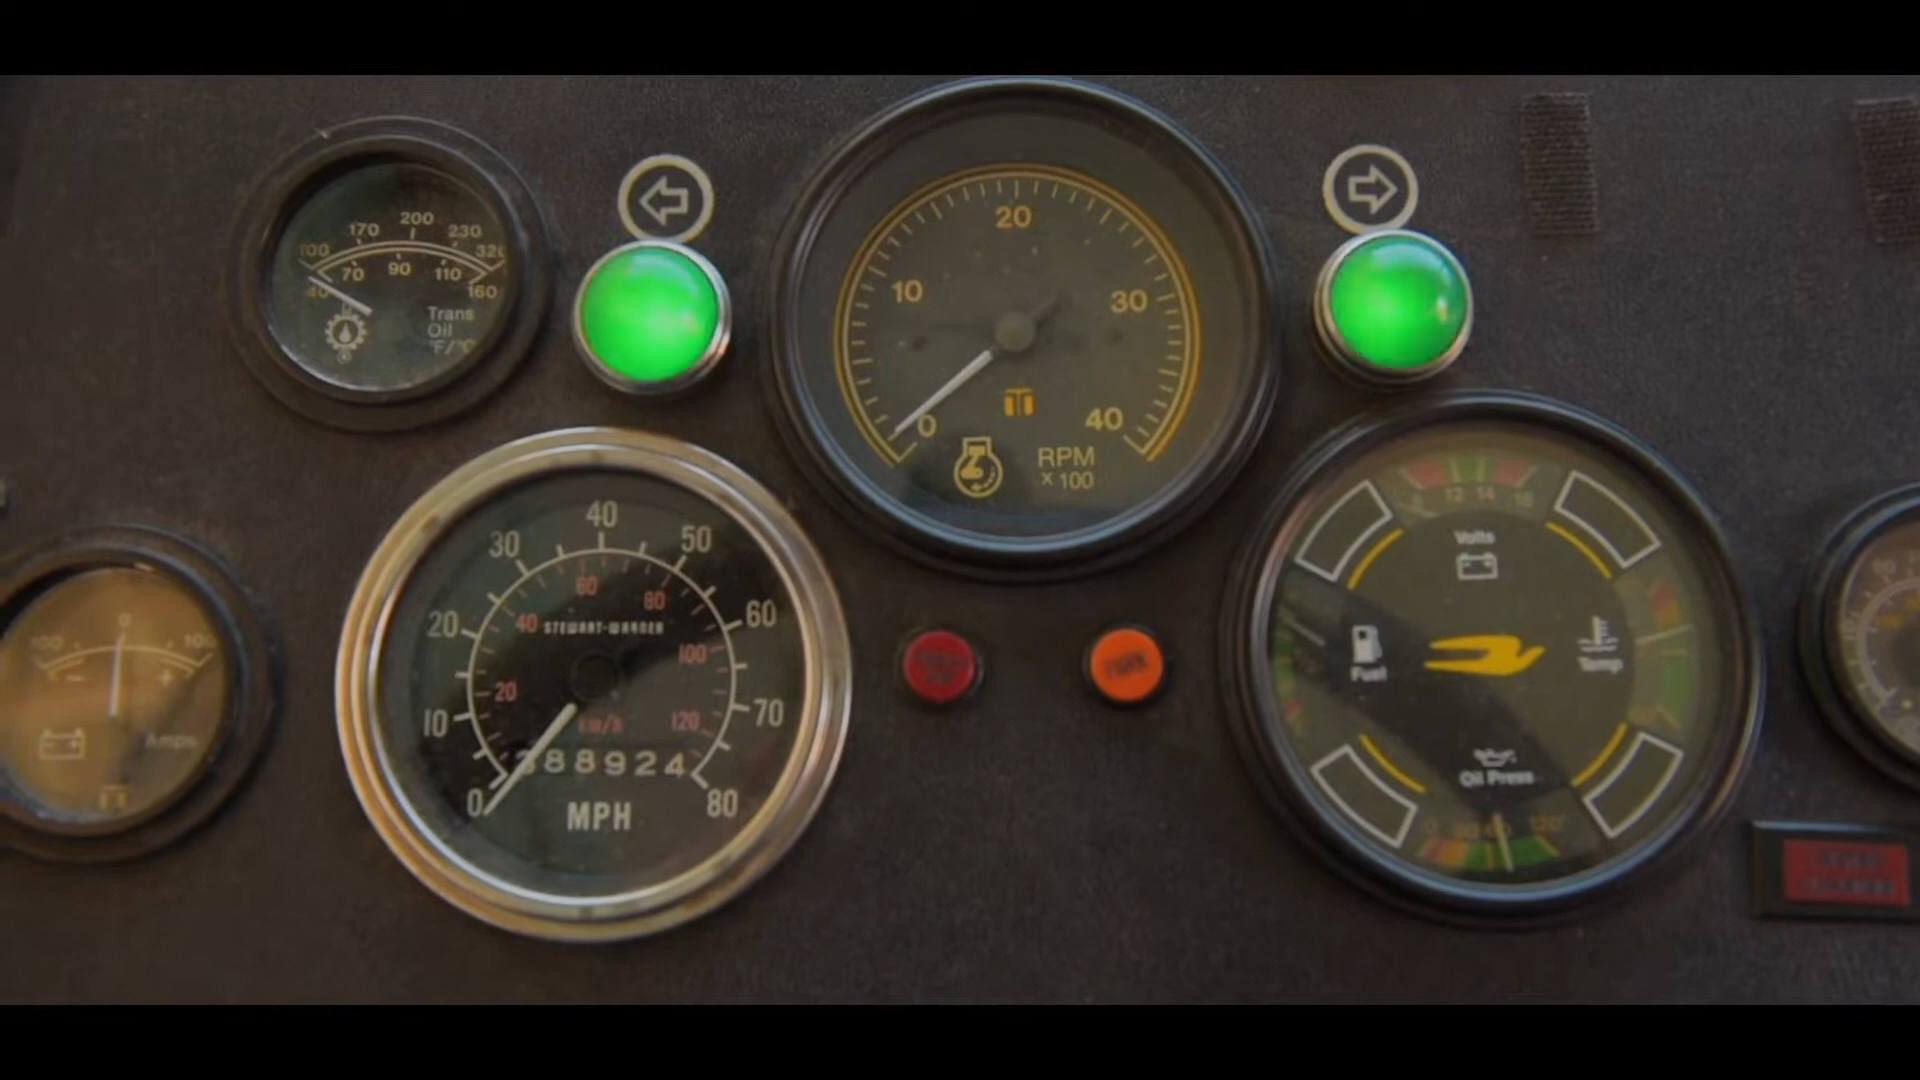 200
170 230
100 320
70 90 110
40 160
Trans
Oil
°F/°C
20
10 30
0 40
RPM
x 100
40
30 50
60 80
20 60
40 STEWART-WARNER
100
20
10 70
km/h 120
388924
0 80
MPH
12 14 16
Volts
Fuel
Temp
Oil Press
0
100 100
- +
Amps